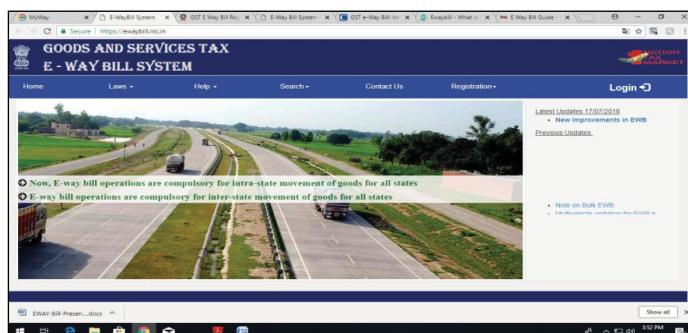 MyWay
E-WayBill System
GST E Way Bill Reg
E-Way Bill System
GST e-Way Bill:
Ewaybill - What is
E Way Bill Guide -
Secure | https://ewaybill.nic.in
GOODS AND SERVICES TAX
E - WAY BILL SYSTEM
NATION
TAX
MARKET
Home
Laws
Help
Search
Contact Us
Registration
Login
Latest Updates 17/07/2018
New Improvements in EWB
Previous Updates
Now, E-way bill operations are compulsory for intra-state movement of goods for all states
E-way bill operations are compulsory for inter-state movement of goods for all states
Note on Bulk EWB
Multivehicle updation for EWB
EWAY-Bill-Presen....docx
Show all
3:52 PM